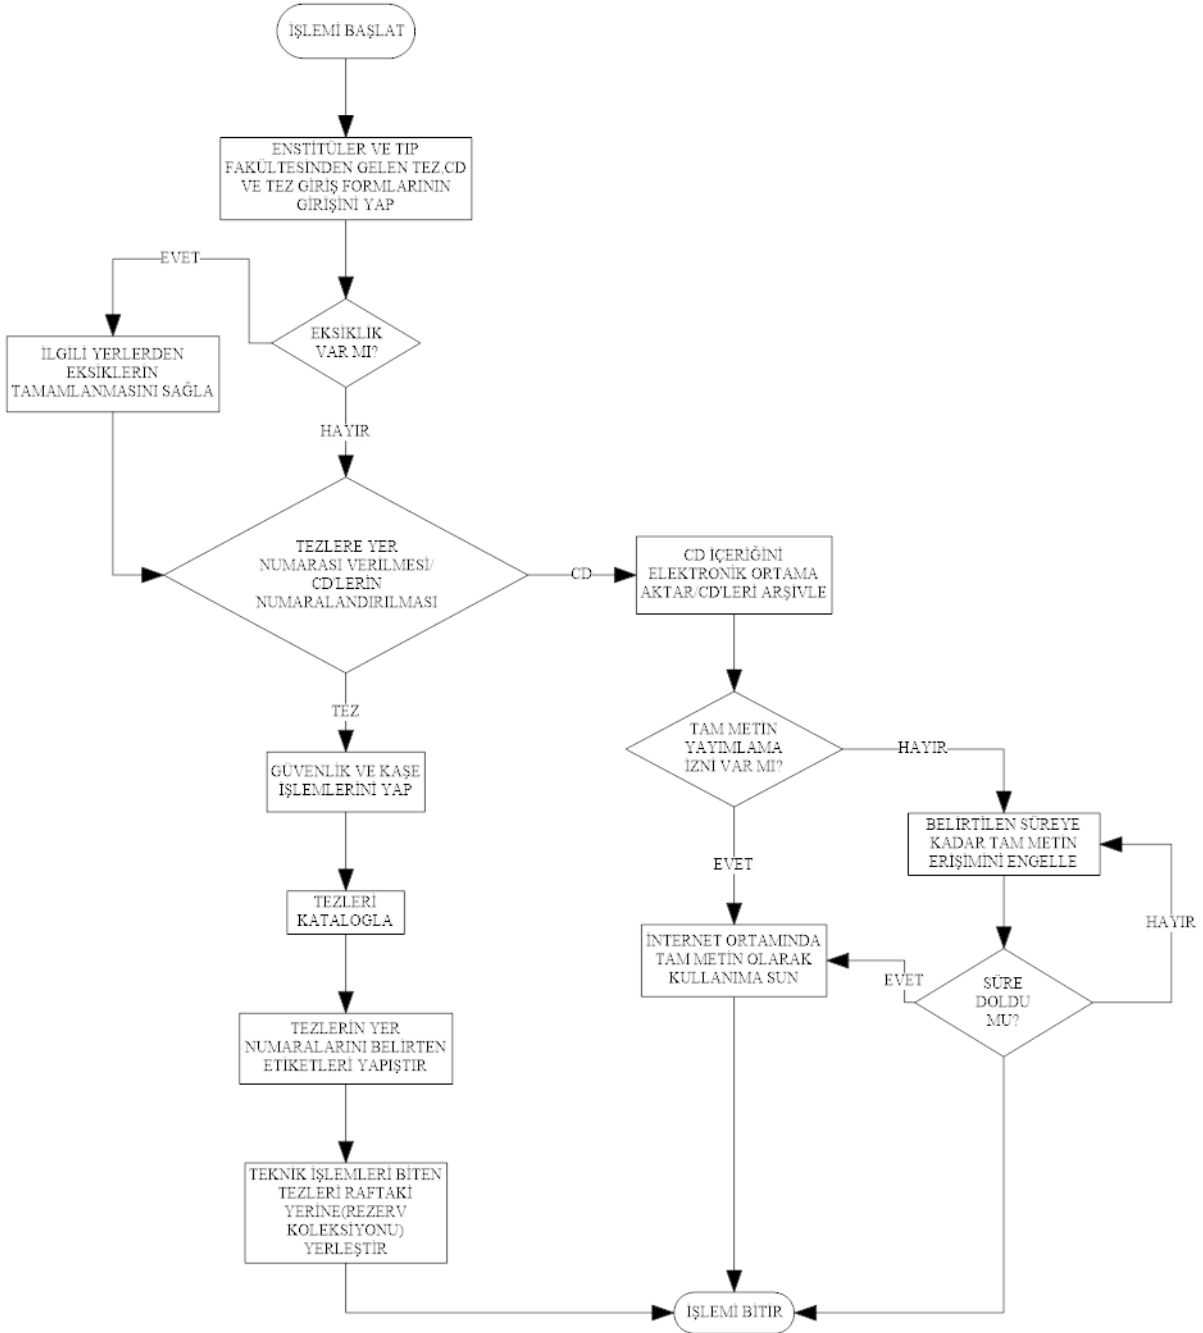 İŞLEMİ BAŞLAT
ENSTİTÜLER VE TIP
FAKÜLTESİNDEN GELEN TEZ,CD
VE TEZ GİRİŞ FORMLARININ
GİRİŞİNİ YAP
EVET
EKSİKLİK
VAR MI?
İLGİLİ YERLERDEN
EKSİKLERİN
TAMAMLANMASINI SAĞLA
HAYIR
TEZLERE YER
NUMARASI VERİLMESİ/
CD'LERİN
NUMARALANDIRILMASI
CD
CD İÇERİĞİNİ
ELEKTRONİK ORTAMA
AKTAR/CD'LERİ ARŞİVLE
TEZ
TAM METİN
YAYIMLAMA
İZNİ VAR MI?
HAYIR
GÜVENLİK VE KAŞE
İŞLEMLERİNİ YAP
BELİRTİLEN SÜREYE
KADAR TAM METİN
ERİŞİMİNİ ENGELLE
EVET
TEZLERİ
KATALOGLA
HAYIR
İNTERNET ORTAMINDA
TAM METİN OLARAK
KULLANIMA SUN
EVET
SÜRE
DOLDU
MU?
TEZLERİN YER
NUMARALARINI BELİRTEN
ETİKETLERİ YAPIŞTIR
TEKNİK İŞLEMLERİ BİTEN
TEZLERİ RAFTAKİ
YERİNE(REZERV
KOLEKSİYONU)
YERLEŞTİR
İŞLEMİ BİTİR